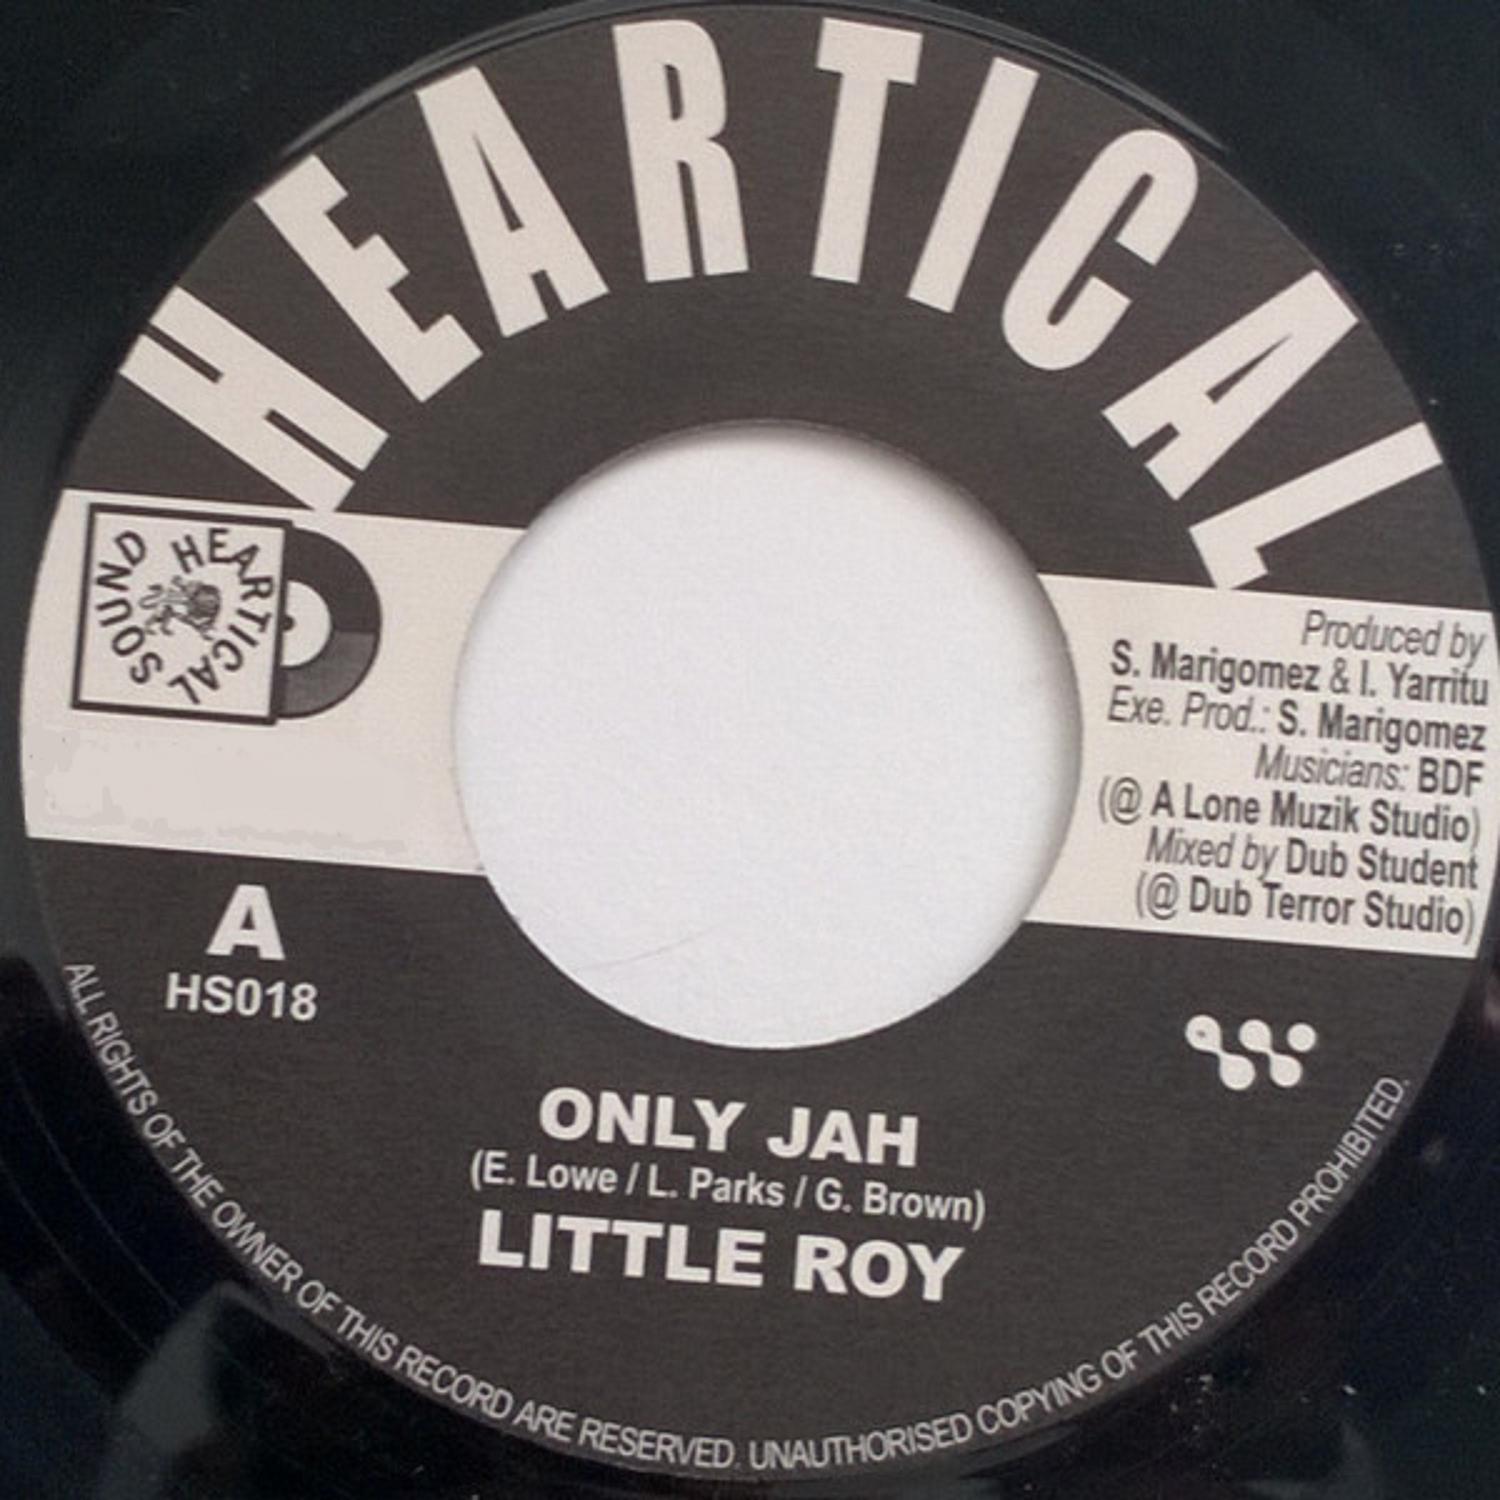 HEARTICAL
HEARTICAL SOUND
Produced by
S. Marigomez & I. Yarritu
Exe. Prod.: S. Marigomez
Musicians: BDF
(@ A Lone Muzik Studio)
Mixed by Dub Student
(@ Dub Terror Studio)
A
HS018
ONLY JAH
(E. Lowe / L. Parks / G. Brown)
LITTLE ROY
ALL RIGHTS OF THE OWNER OF THIS RECORD ARE RESERVED. UNAUTHORISED COPYING OF THIS RECORD PROHIBITED.